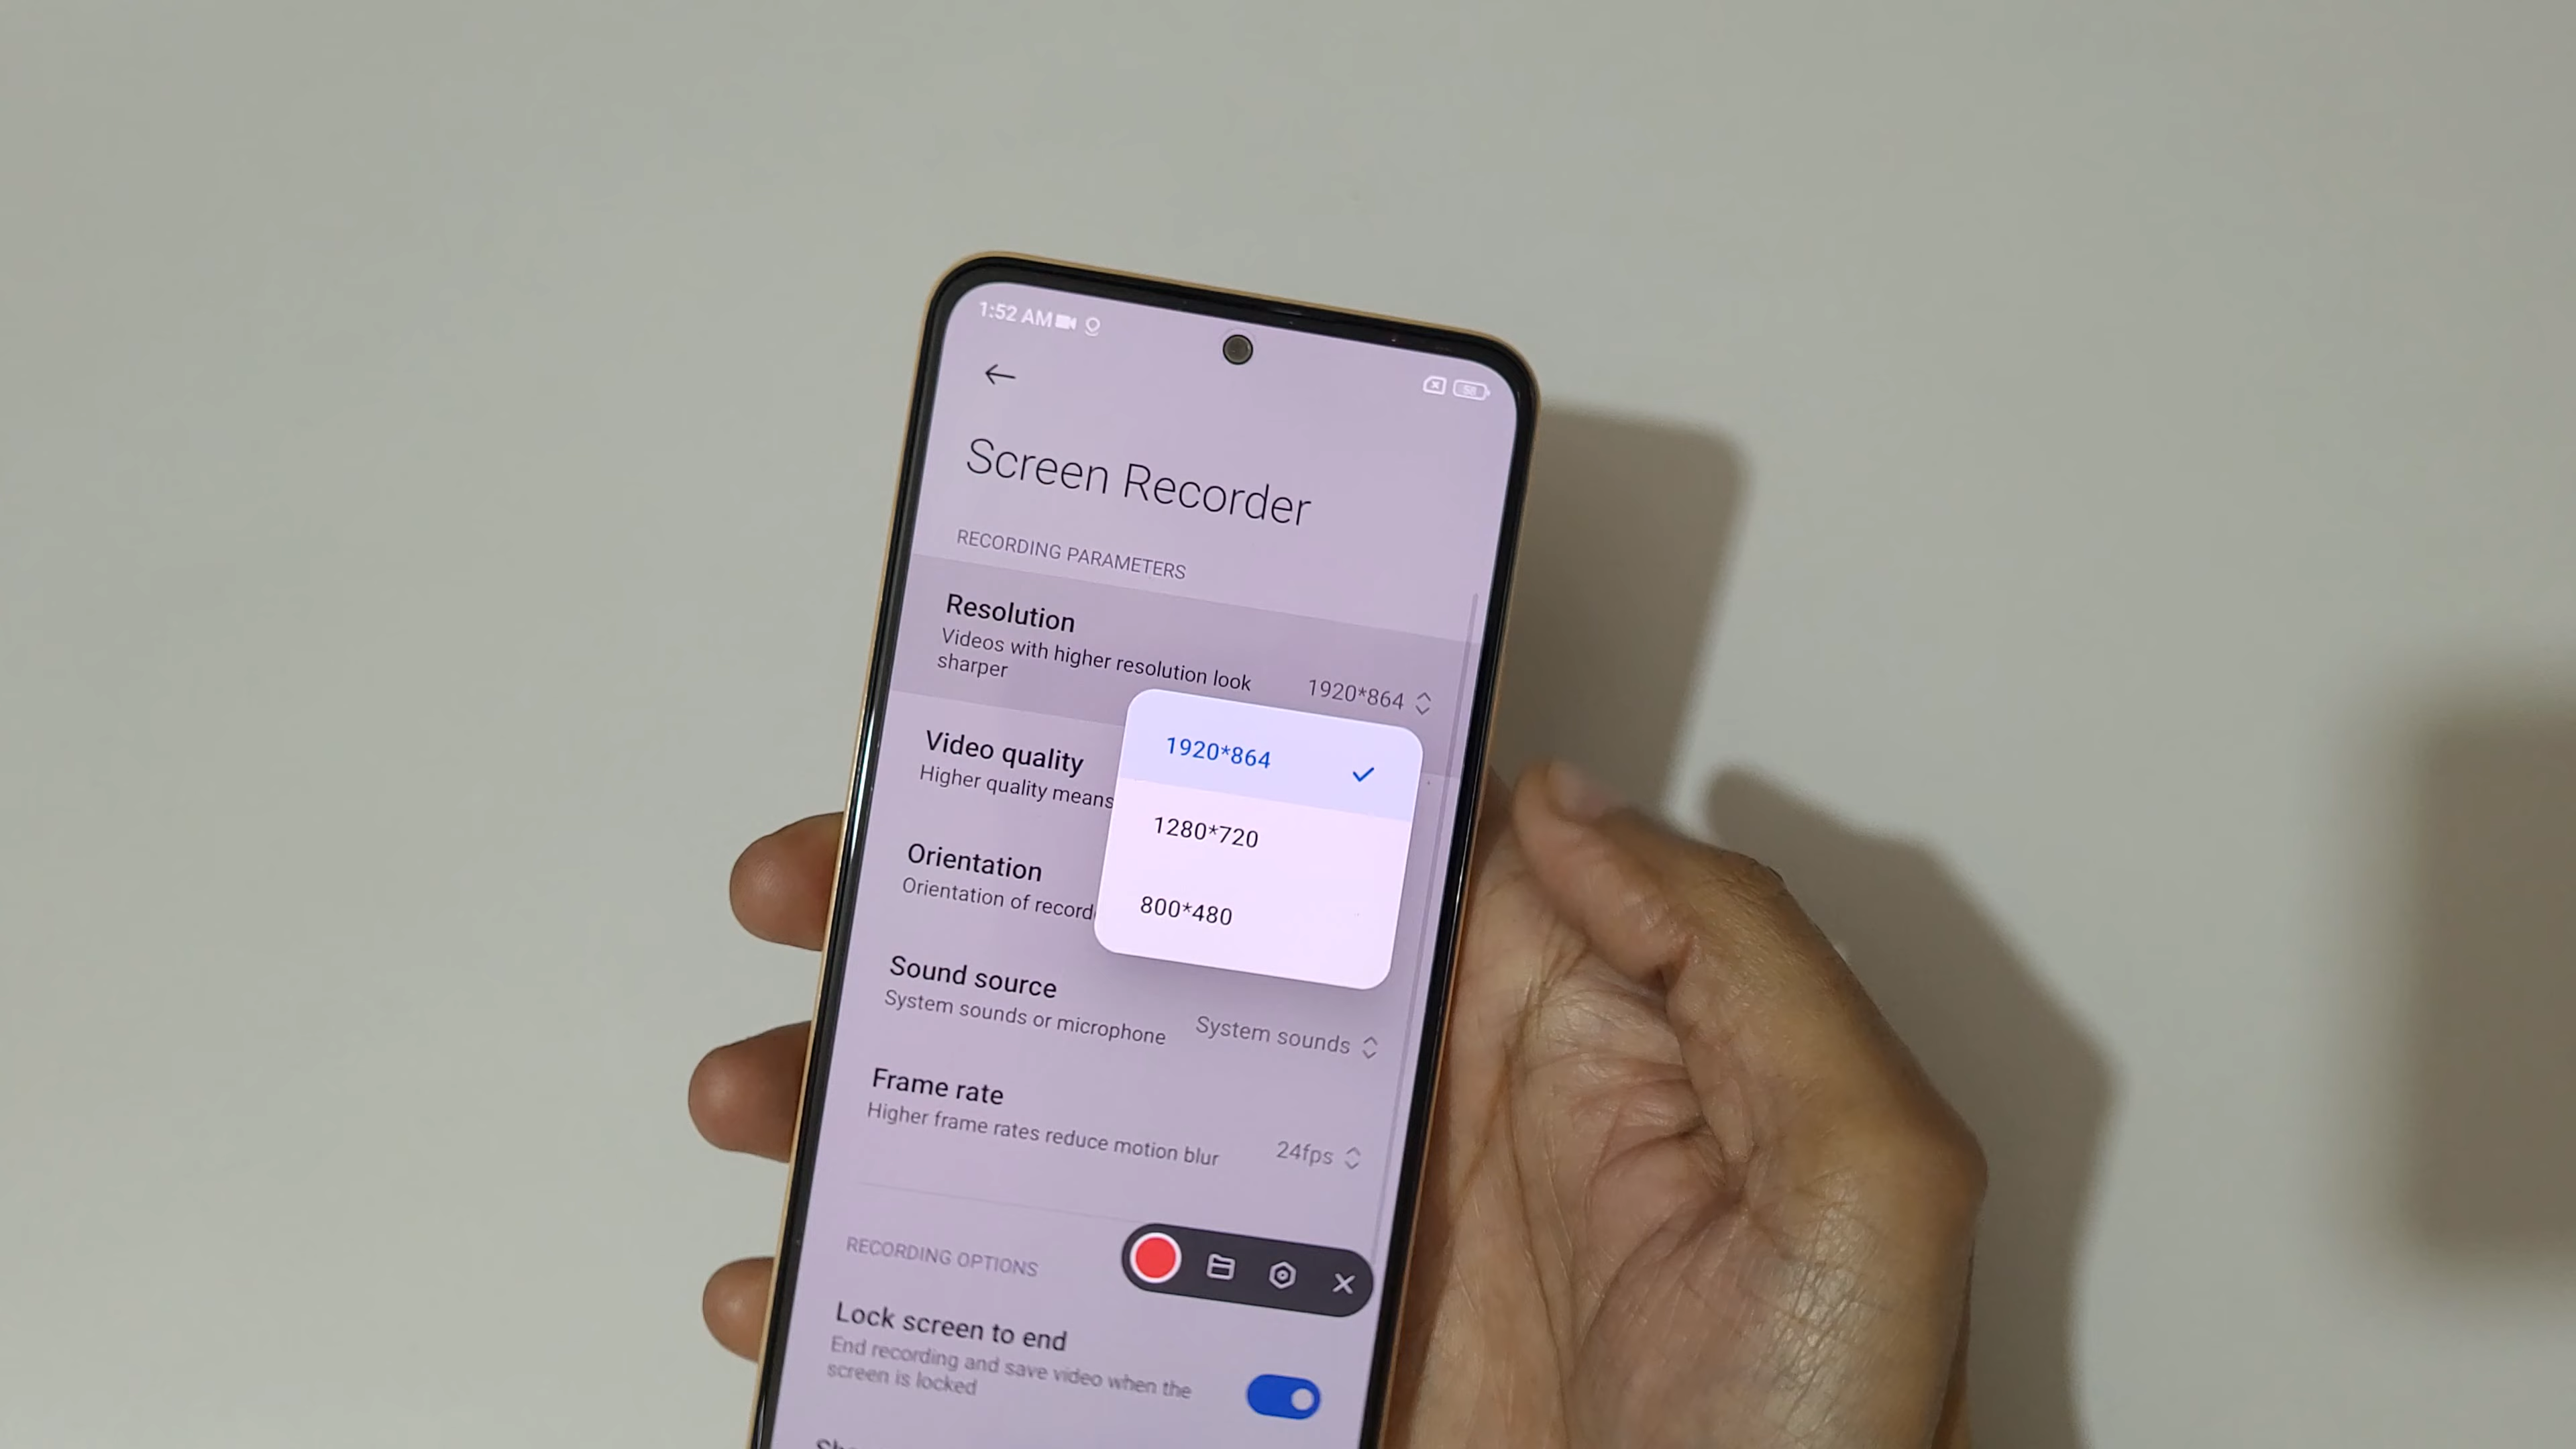 1:52 AM
58
Screen Recorder
RECORDING PARAMETERS
Resolution
Videos with higher resolution look
sharper
1920*864
1920*864
1280*720
800*480
Video quality
Higher quality means
Orientation
Orientation of record
Sound source
System sounds or microphone
System sounds
Frame rate
Higher frame rates reduce motion blur
24fps
RECORDING OPTIONS
Lock screen to end
End recording and save video when the
screen is locked